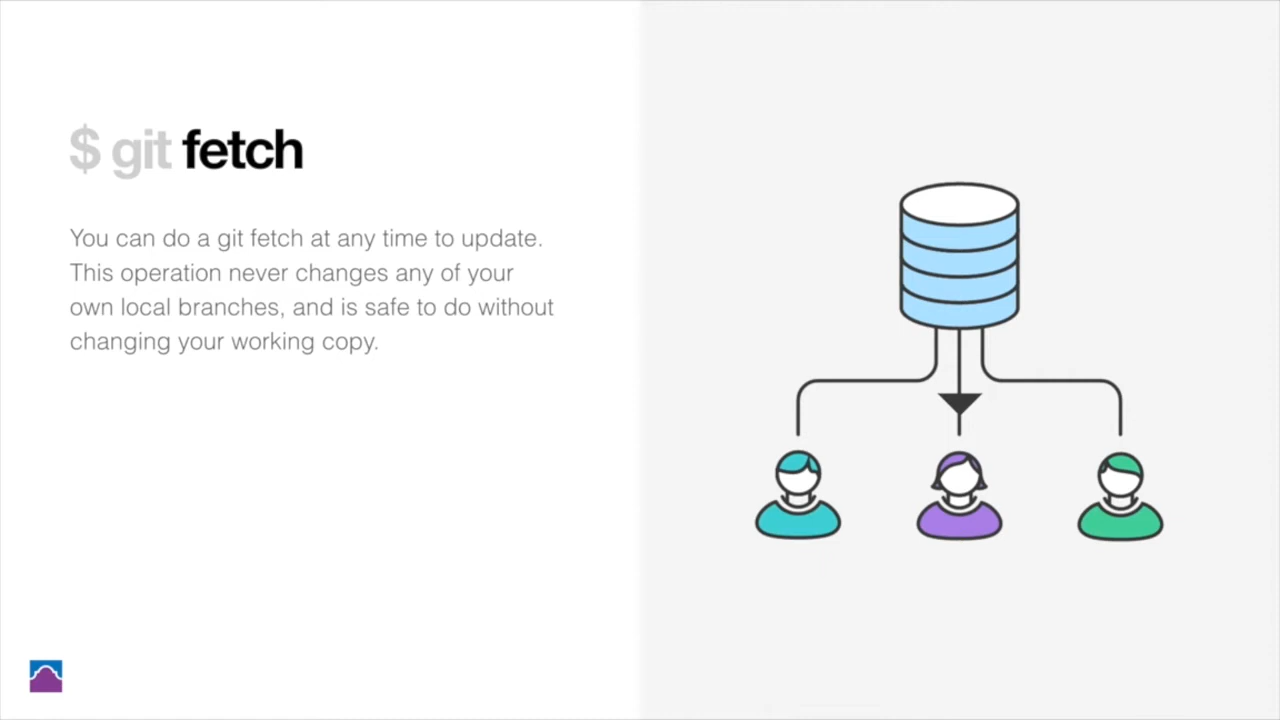 $ git fetch
You can do a git fetch at any time to update.
This operation never changes any of your
own local branches, and is safe to do without
changing your working copy.